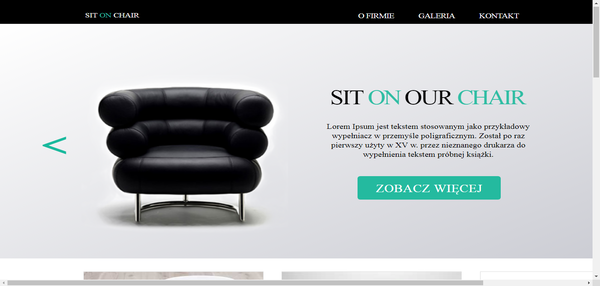 SIT ON CHAIR
O FIRMIE GALERIA KONTAKT
SIT ON OUR CHAIR
Lorem Ipsum jest tekstem stosowanym jako przykładowy
wypełniacz w przemyśle poligraficznym. Został po raz
pierwszy użyty w XV w. przez nieznanego drukarza do
wypełnienia tekstem próbnej książki.
<
ZOBACZ WIĘCEJ